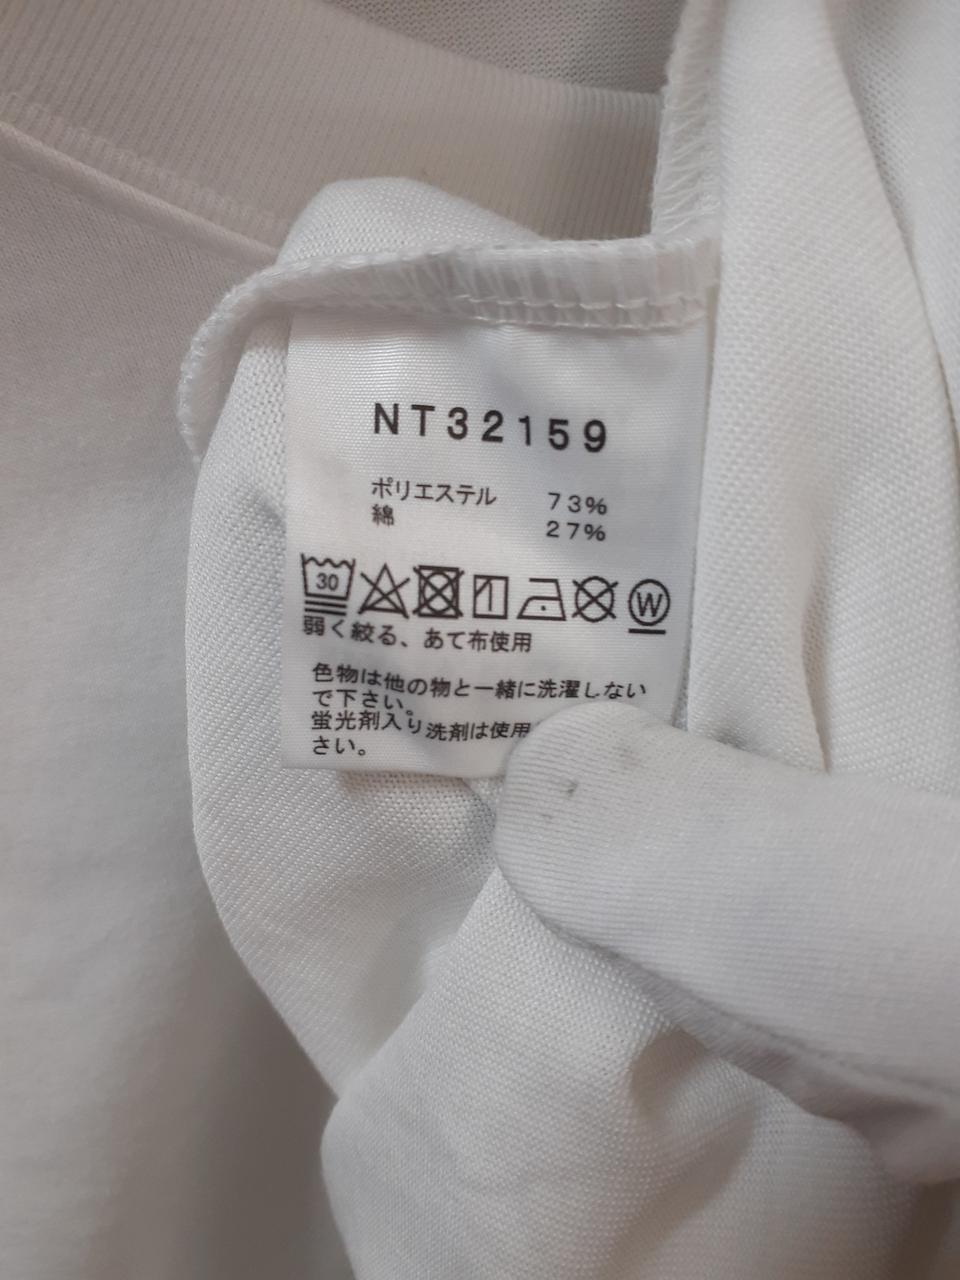 NT32159
ポリエステル 73%
綿 27%
30
W
弱く絞る、あて布使用
色物は他の物と一緒に洗濯しない
で下さい。
蛍光剤入り洗剤は使用
さい。